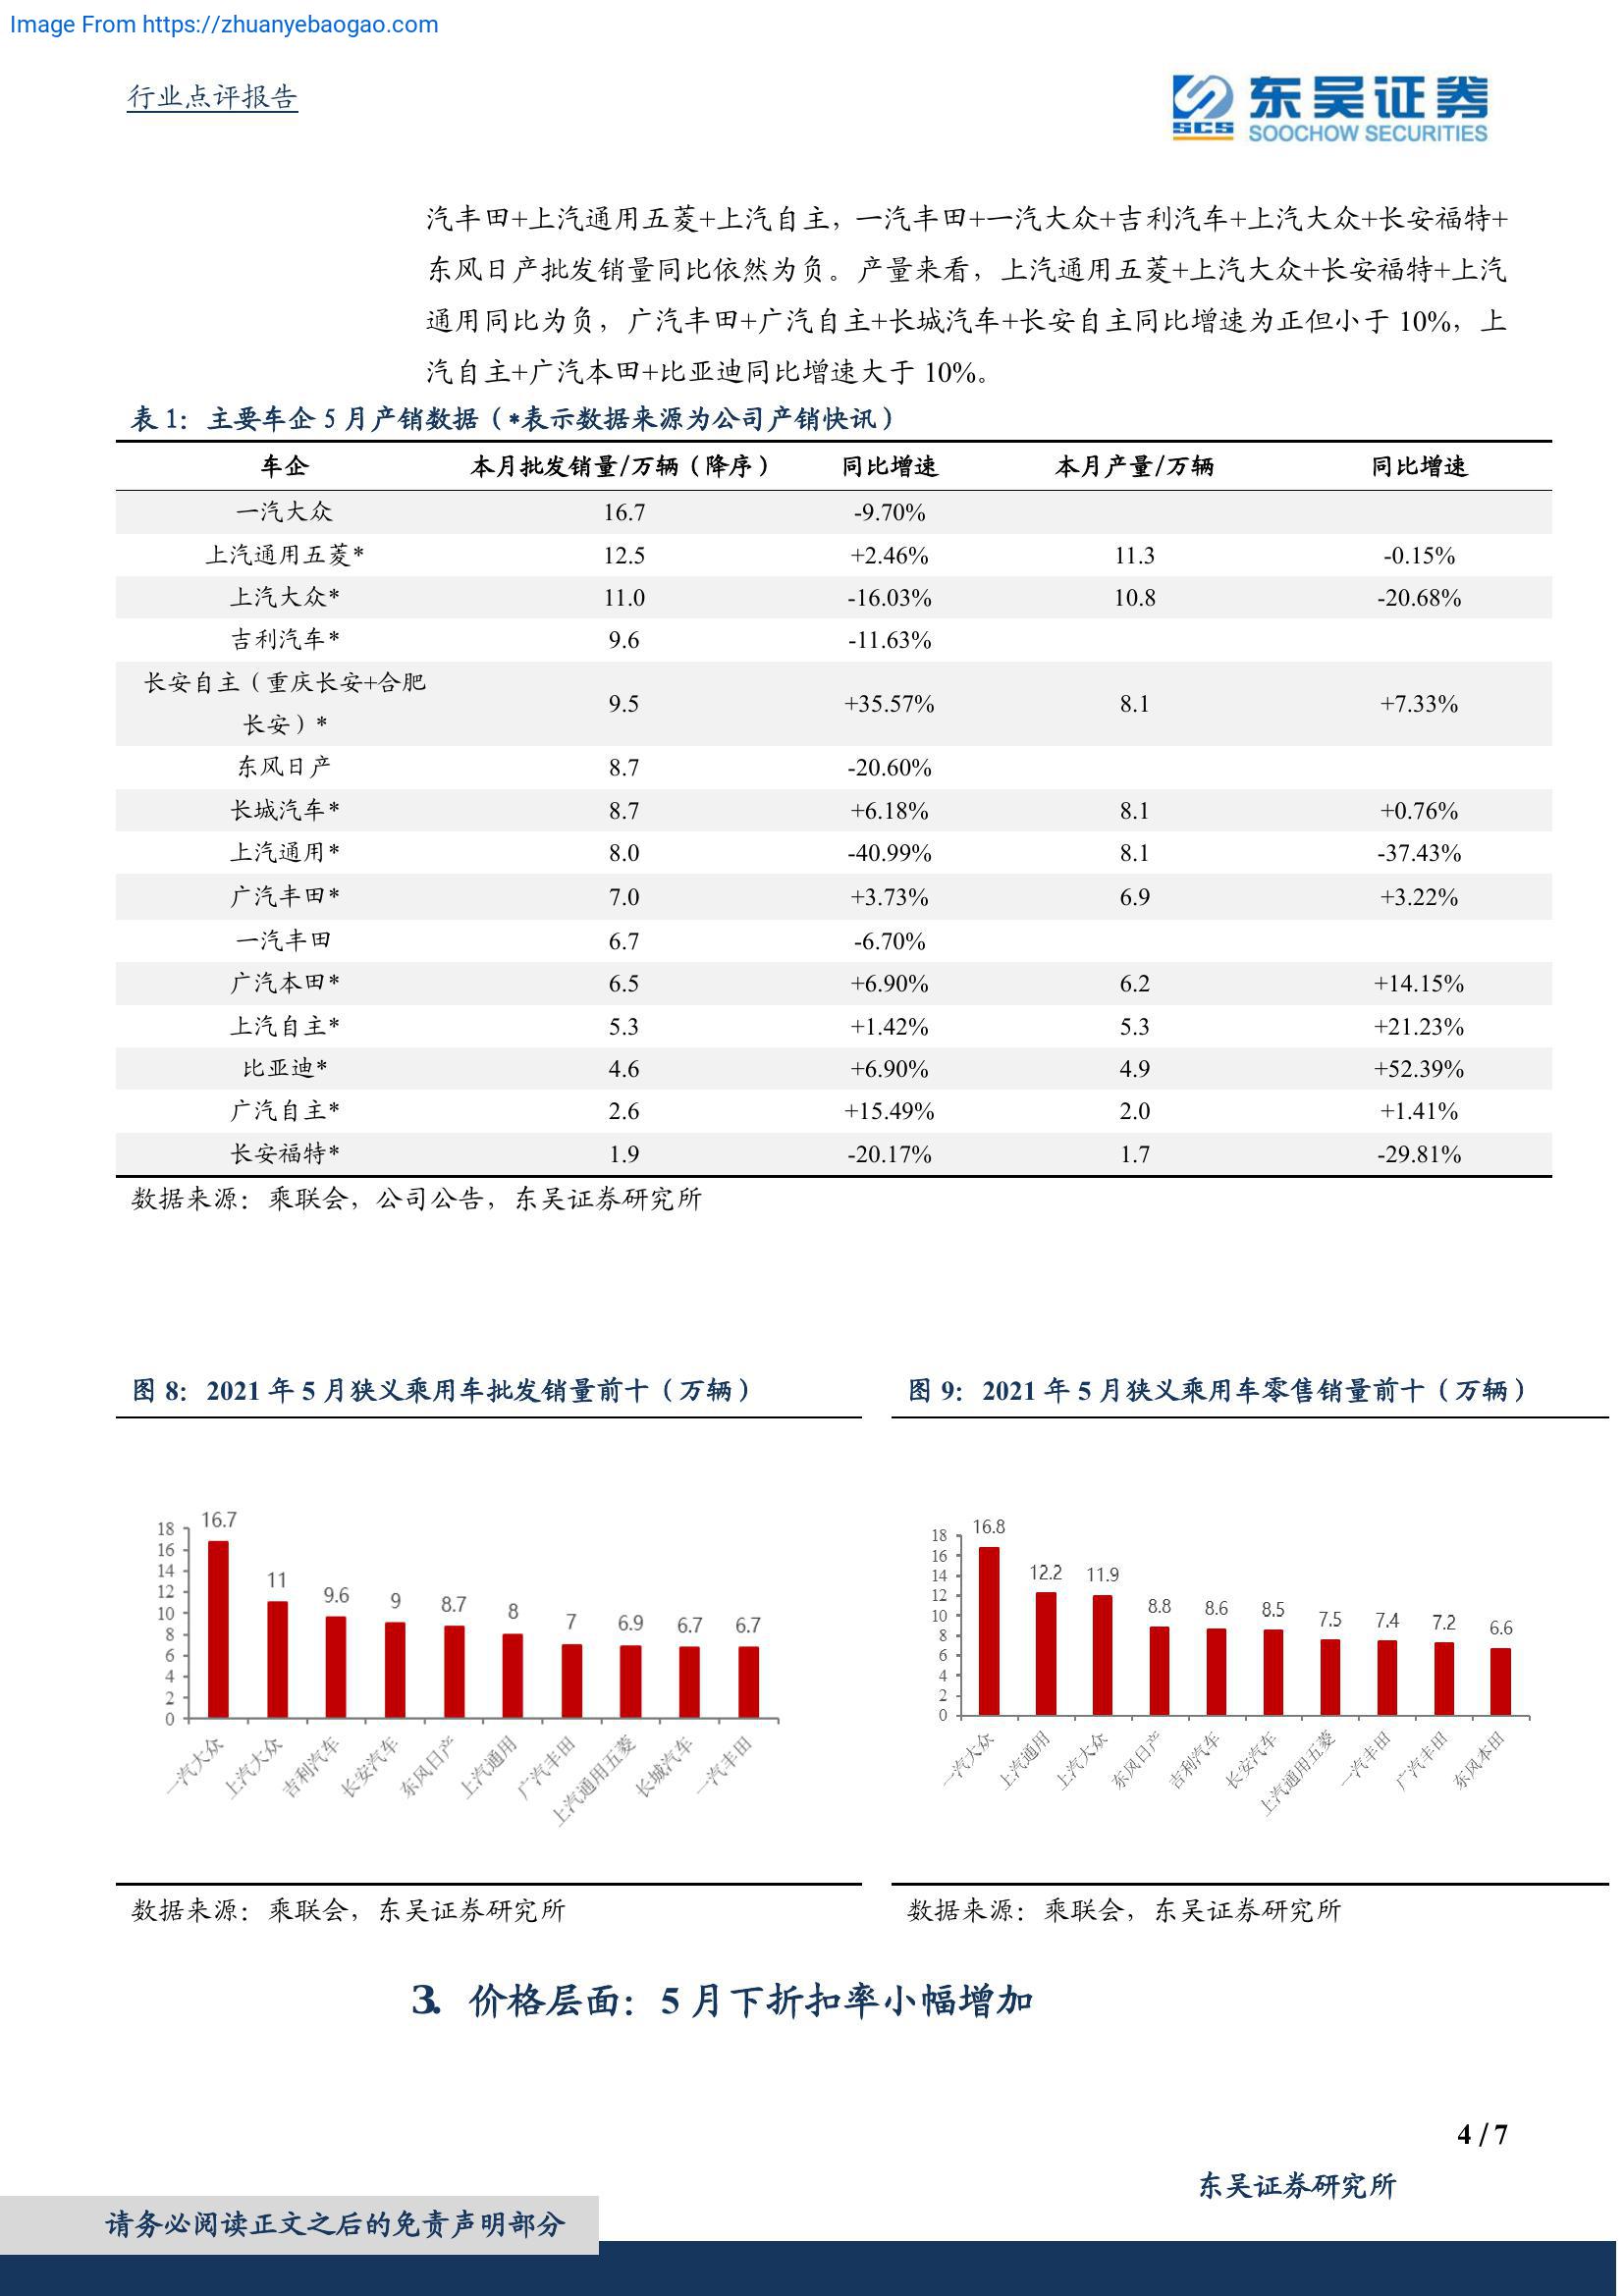 Image From https://zhuanyebaogao.com
行业点评报告
东吴证券
SCS
SOOCHOW SECURITIES
汽丰田+上汽通用五菱+上汽自主，一汽丰田+一汽大众+吉利汽车+上汽大众+长安福特+
东风日产批发销量同比依然为负。产量来看，上汽通用五菱+上汽大众+长安福特+上汽
通用同比为负，广汽丰田+广汽自主+长城汽车+长安自主同比增速为正但小于 10%，上
汽自主+广汽本田+比亚迪同比增速大于 10%。
表 1：主要车企 5 月产销数据（*表示数据来源为公司产销快讯）
车企 本月批发销量/万辆（降序） 同比增速 本月产量/万辆 同比增速
一汽大众 16.7 -9.70%
上汽通用五菱* 12.5 +2.46% 11.3 -0.15%
上汽大众* 11.0 -16.03% 10.8 -20.68%
吉利汽车* 9.6 -11.63%
长安自主（重庆长安+合肥
长安）* 9.5 +35.57% 8.1 +7.33%
东风日产 8.7 -20.60%
长城汽车* 8.7 +6.18% 8.1 +0.76%
上汽通用* 8.0 -40.99% 8.1 -37.43%
广汽丰田* 7.0 +3.73% 6.9 +3.22%
一汽丰田 6.7 -6.70%
广汽本田* 6.5 +6.90% 6.2 +14.15%
上汽自主* 5.3 +1.42% 5.3 +21.23%
比亚迪* 4.6 +6.90% 4.9 +52.39%
广汽自主* 2.6 +15.49% 2.0 +1.41%
长安福特* 1.9 -20.17% 1.7 -29.81%
数据来源：乘联会，公司公告，东吴证券研究所
图 8：2021 年 5 月狭义乘用车批发销量前十（万辆）
18
16
14
12
10
8
6
4
2
0
16.7 11 9.6 9 8.7 8 7 6.9 6.7 6.7
一汽大众 上汽大众 吉利汽车 长安汽车 东风日产 上汽通用 广汽丰田 上汽通用五菱 长城汽车 一汽丰田
数据来源：乘联会，东吴证券研究所
图 9：2021 年 5 月狭义乘用车零售销量前十（万辆）
18
16
14
12
10
8
6
4
2
0
16.8 12.2 11.9 8.8 8.6 8.5 7.5 7.4 7.2 6.6
一汽大众 上汽通用 上汽大众 东风日产 吉利汽车 长安汽车 上汽通用五菱 一汽丰田 广汽丰田 东风本田
数据来源：乘联会，东吴证券研究所
3. 价格层面：5 月下折扣率小幅增加
4 / 7
东吴证券研究所
请务必阅读正文之后的免责声明部分